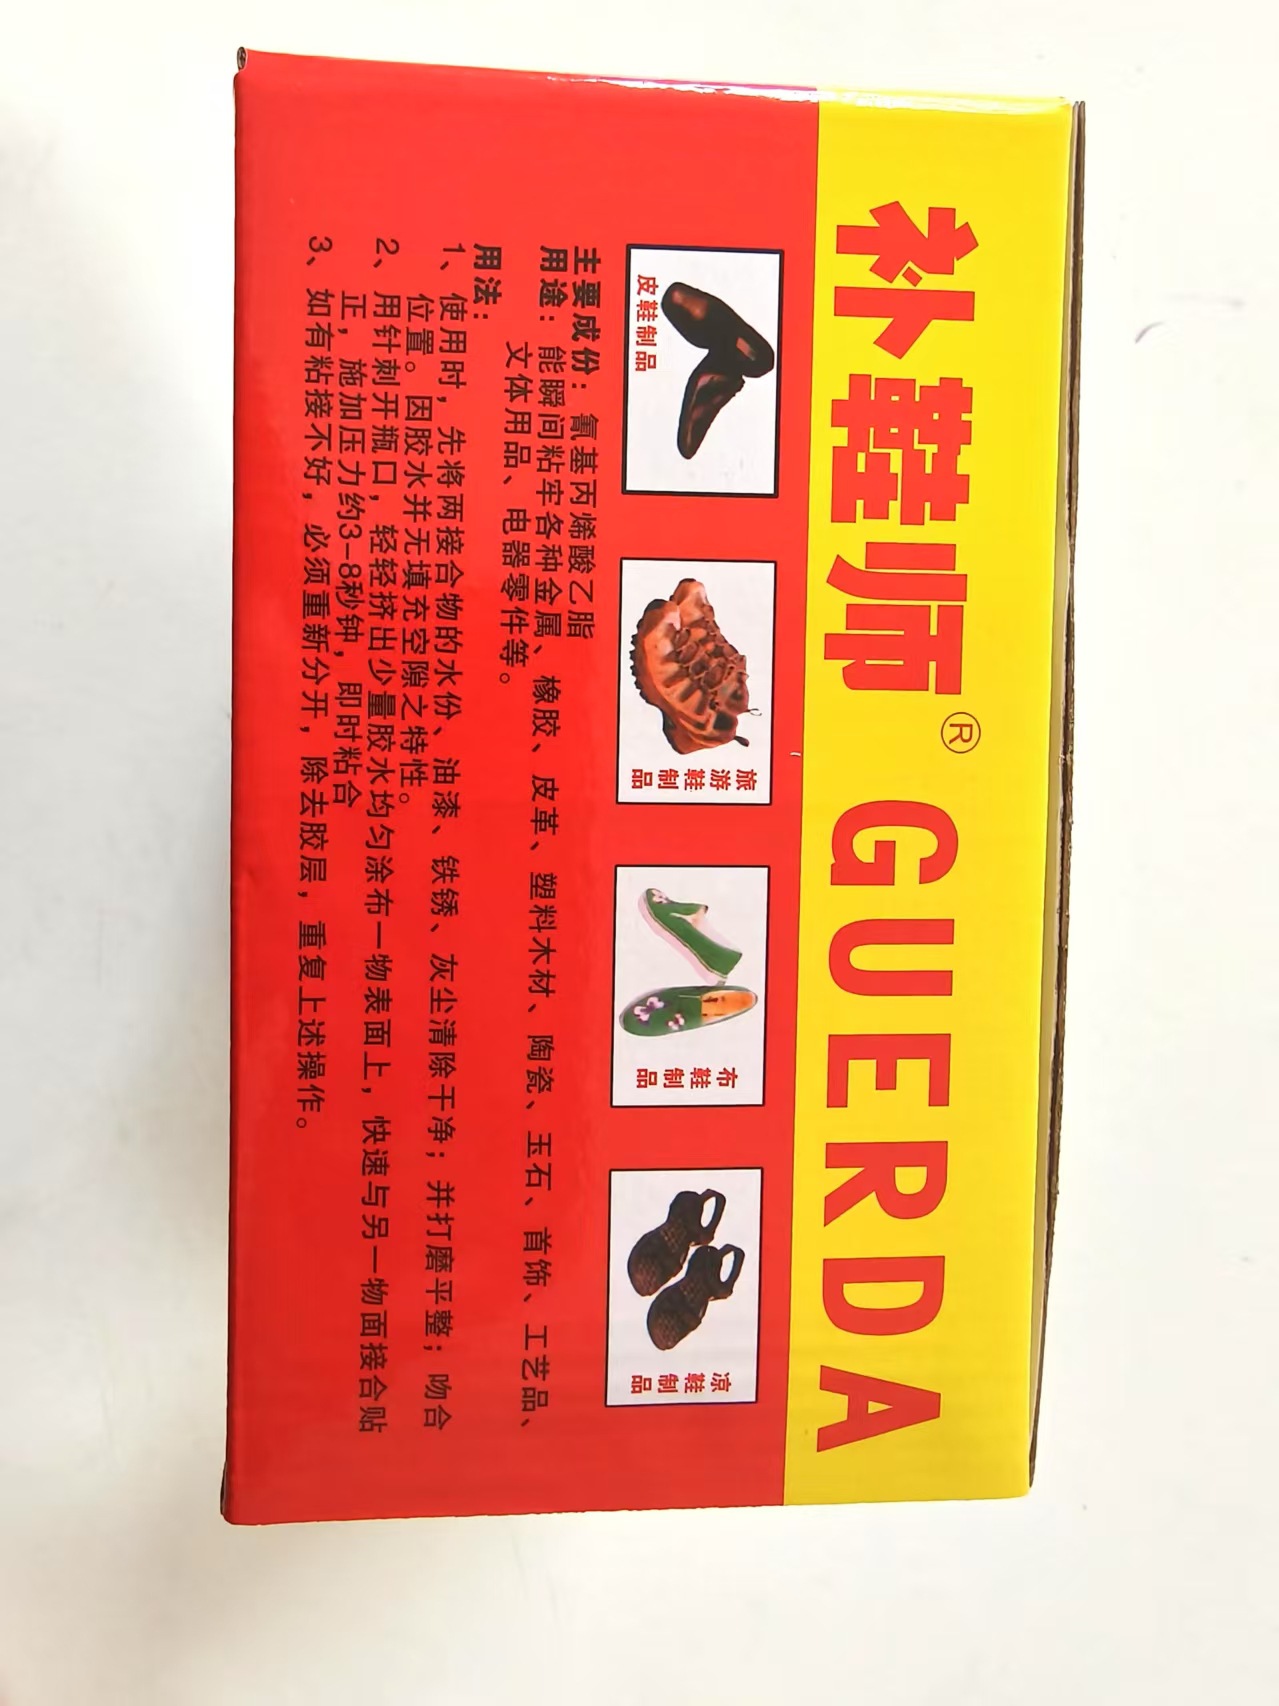 补鞋师® GUERDA
皮鞋制品
旅游鞋制品
布鞋制品
凉鞋制品
主要成份：氰基丙烯酸乙脂
用途：能瞬间粘牢各种金属、橡胶、皮革、塑料木材、陶瓷、玉石、首饰、工艺品、
文体用品、电器零件等。
用法：
1、使用时，先将两接合物的水份、油漆、铁锈、灰尘清除干净；并打磨平整；吻合
位置。因胶水并无填充空隙之特性。
2、用针刺开瓶口，轻轻挤出少量胶水均匀涂布一物表面上，快速与另一物面接合贴
正，施加压力约3-8秒钟，即时粘合
3、如有粘接不好，必须重新分开，除去胶层，重复上述操作。